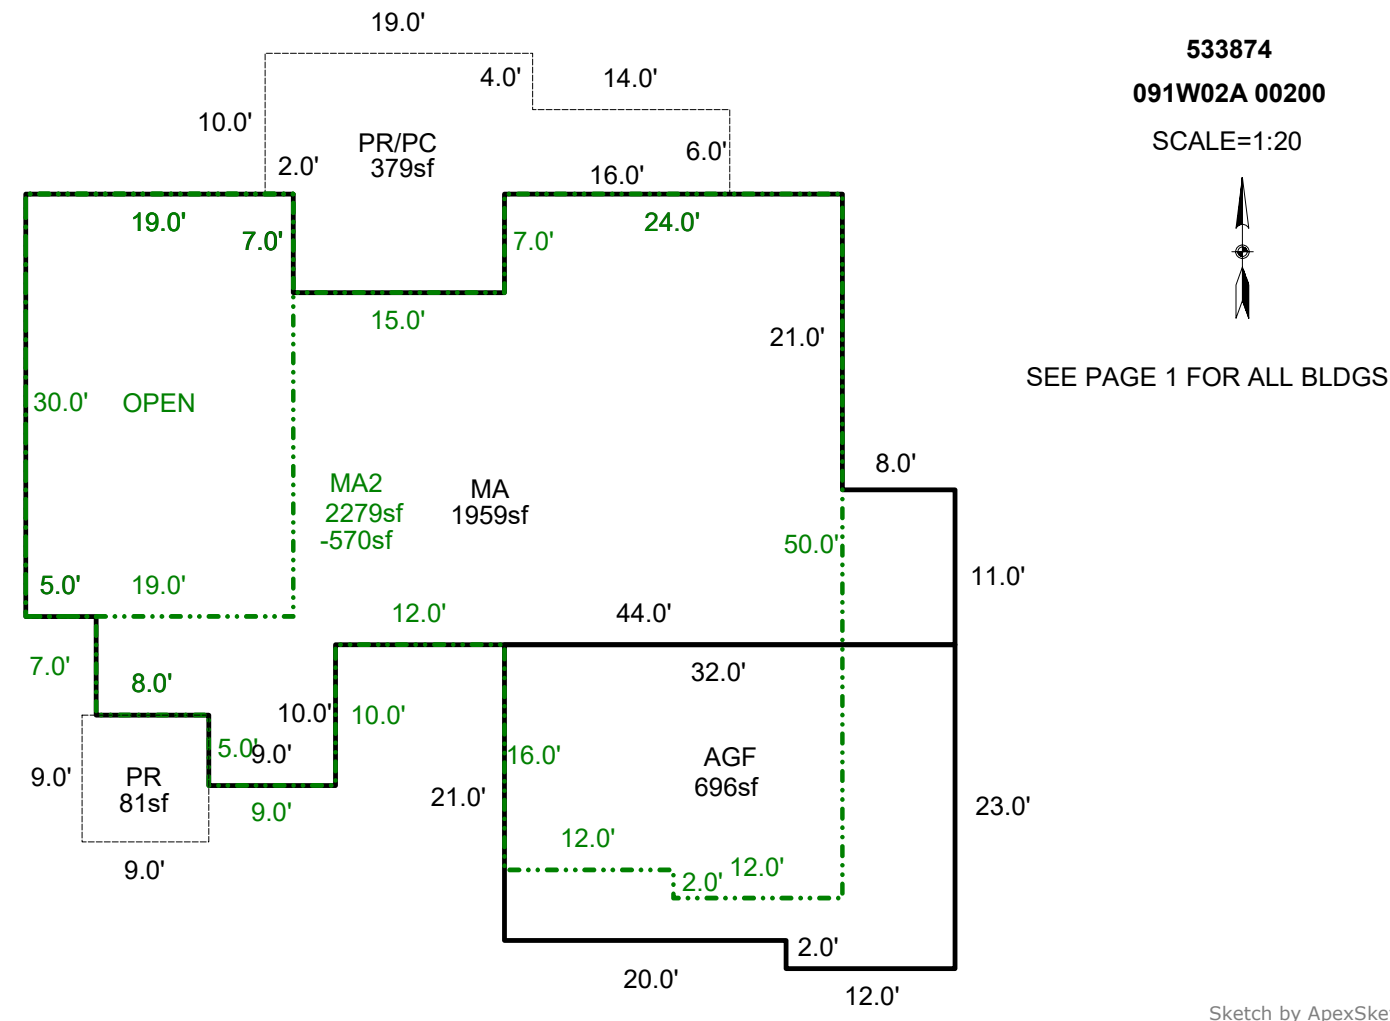 19.0'
533874
4.0'
14.0'
091W02A 00200
10.0'
PR/PC
379sf
SCALE=1:20
2.0'
6.0'
16.0'
19.0'
7.0'
7.0'
24.0'
15.0'
21.0'
SEE PAGE 1 FOR ALL BLDGS
30.0'
OPEN
8.0'
MA2
2279sf
-570sf
MA
1959sf
50.0'
11.0'
5.0'
19.0'
12.0'
44.0'
7.0'
8.0'
32.0'
10.0'
10.0'
5.0'
9.0'
16.0'
AGF
696sf
9.0'
PR
81sf
9.0'
21.0'
23.0'
12.0'
9.0'
2.0'
12.0'
2.0'
20.0'
12.0'
Sketch by ApexSke